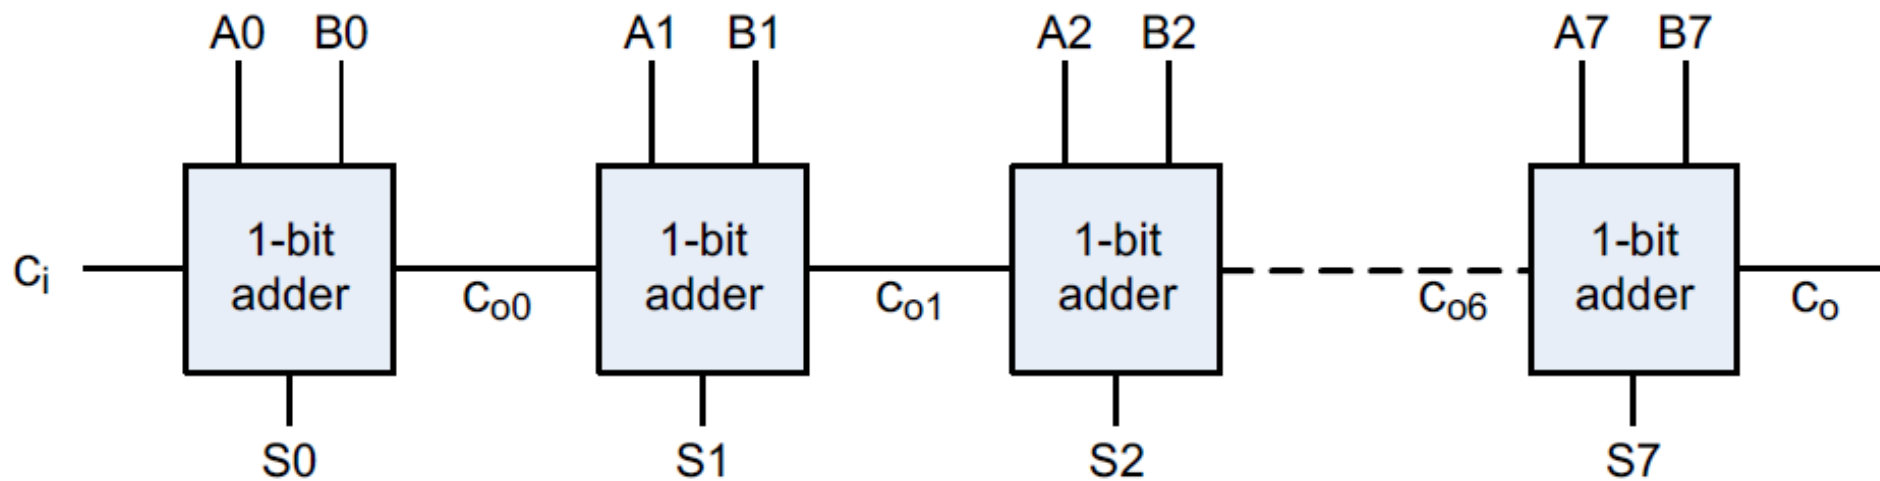 A0 B0 A1 B1 A2 B2 A7 B7
1-bit adder 1-bit adder 1-bit adder 1-bit adder
Ci Co0 Co1 Co6 Co
S0 S1 S2 S7